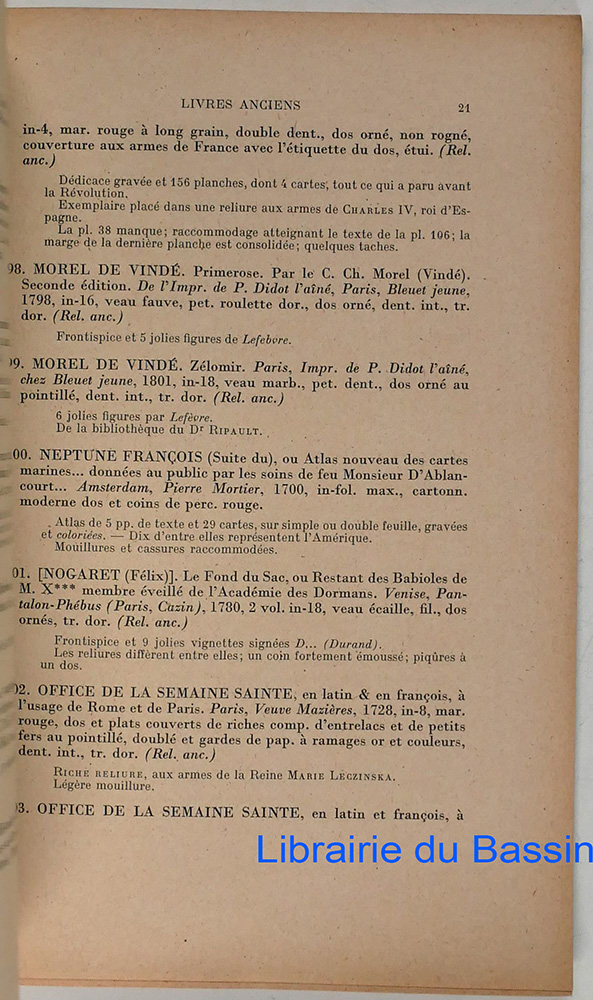 LIVRES ANCIENS 21
in-4, mar. rouge à long grain, double dent., dos orné, non rogné,
couverture aux armes de France avec l'étiquette du dos, étui. (Rel.
anc.)
Dédicace gravée et 156 planches, dont 4 cartes; tout ce qui a paru avant
la Révolution.
Exemplaire placé dans une reliure aux armes de CHARLES IV, roi d'Es-
pagne.
La pl. 38 manque; raccommodage atteignant le texte de la pl. 106; la
marge de la dernière planche est consolidée; quelques taches.
98. MOREL DE VINDÉ. Primerose. Par le C. Ch. Morel (Vindé).
Seconde édition. De l'Impr. de P. Didot l'aîné, Paris, Bleuet jeune,
1798, in-16, veau fauve, pet. roulette dor., dos orné, dent. int., tr.
dor. (Rel. anc.)
Frontispice et 5 jolies figures de Lefebvre.
99. MOREL DE VINDÉ. Zélomir. Paris, Impr. de P. Didot l'aîné,
chez Bleuet jeune, 1801, in-18, veau marb., pet. dent., dos orné au
pointillé, dent. int., tr. dor. (Rel. anc.)
6 jolies figures par Lefèvre.
De la bibliothèque du Dr RIPAULT.
00. NEPTUNE FRANÇOIS (Suite du), ou Atlas nouveau des cartes
marines... données au public par les soins de feu Monsieur D'Ablan-
court... Amsterdam, Pierre Mortier, 1700, in-fol. max., cartonn.
moderne dos et coins de perc. rouge.
Atlas de 5 pp. de texte et 29 cartes, sur simple ou double feuille, gravées
et coloriées. — Dix d'entre elles représentent l'Amérique.
Mouillures et cassures raccommodées.
01. [NOGARET (Félix)]. Le Fond du Sac, ou Restant des Babioles de
M. X*** membre éveillé de l'Académie des Dormans. Venise, Pan-
talon-Phébus (Paris, Cazin), 1780, 2 vol. in-18, veau écaille, fil., dos
ornés, tr. dor. (Rel. anc.)
Frontispice et 9 jolies vignettes signées D... (Durand).
Les reliures diffèrent entre elles; un coin fortement émoussé; piqûres à
un dos.
02. OFFICE DE LA SEMAINE SAINTE, en latin & en françois, à
l'usage de Rome et de Paris. Paris, Veuve Mazières, 1728, in-8, mar.
rouge, dos et plats couverts de riches comp. d'entrelacs et de petits
fers au pointillé, doublé et gardes de pap. à ramages or et couleurs,
dent. int., tr. dor. (Rel. anc.)
RICHE RELIURE, aux armes de la Reine MARIE LECZINSKA.
Légère mouillure.
03. OFFICE DE LA SEMAINE SAINTE, en latin et françois, à
Librairie du Bassin